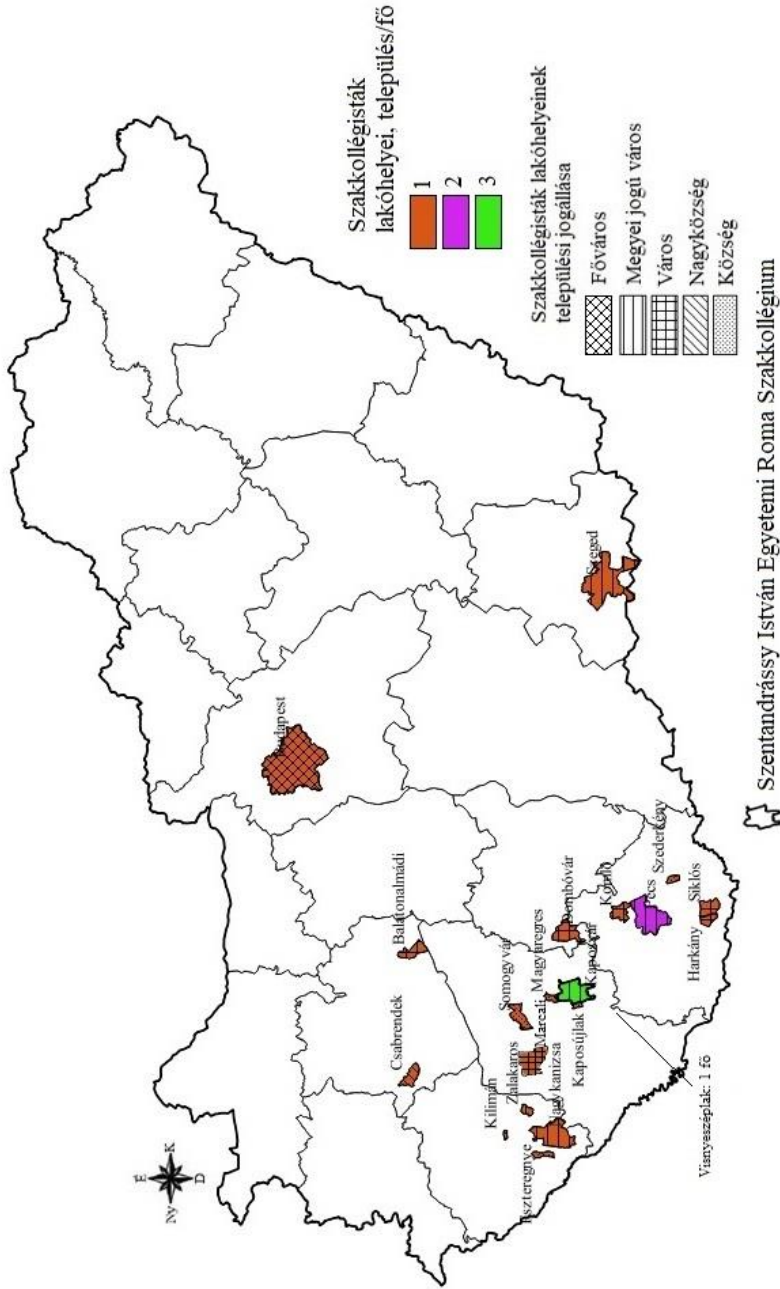 É
Ny
K
D
Szakkollégisták
lakóhelyei, település/fő
1
2
3
Szakkollégisták lakóhelyeinek
települési jogállása
Főváros
Megyei jogú város
Város
Nagyközség
Község
Budapest
Balatonalmádi
Csabrendek
Somogyvár
Magyaregres
Dombóvár
Kilimán
Zalakaros
Marcali
Kaposvár
Nagykanizsa
Kaposújlak
Eszteregnye
Komló
Pécs
Szederkény
Harkány
Siklós
Szeged
Visnyeszéplak: 1 fő
Szentandrássy István Egyetemi Roma Szakkollégium